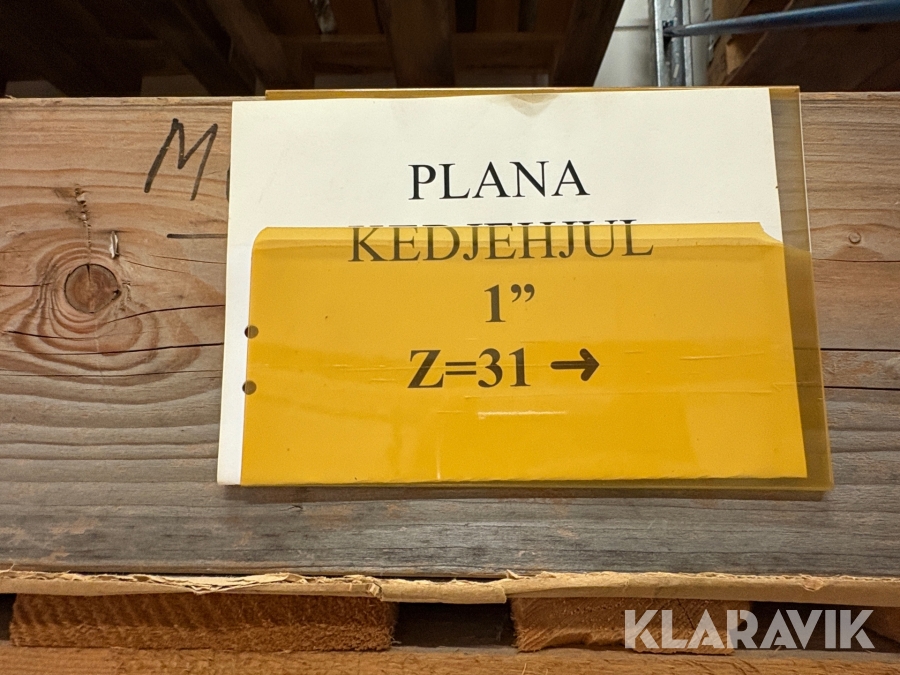 M
PLANA
KEDJEHJUL
1”
Z=31 →
KLARAVIK